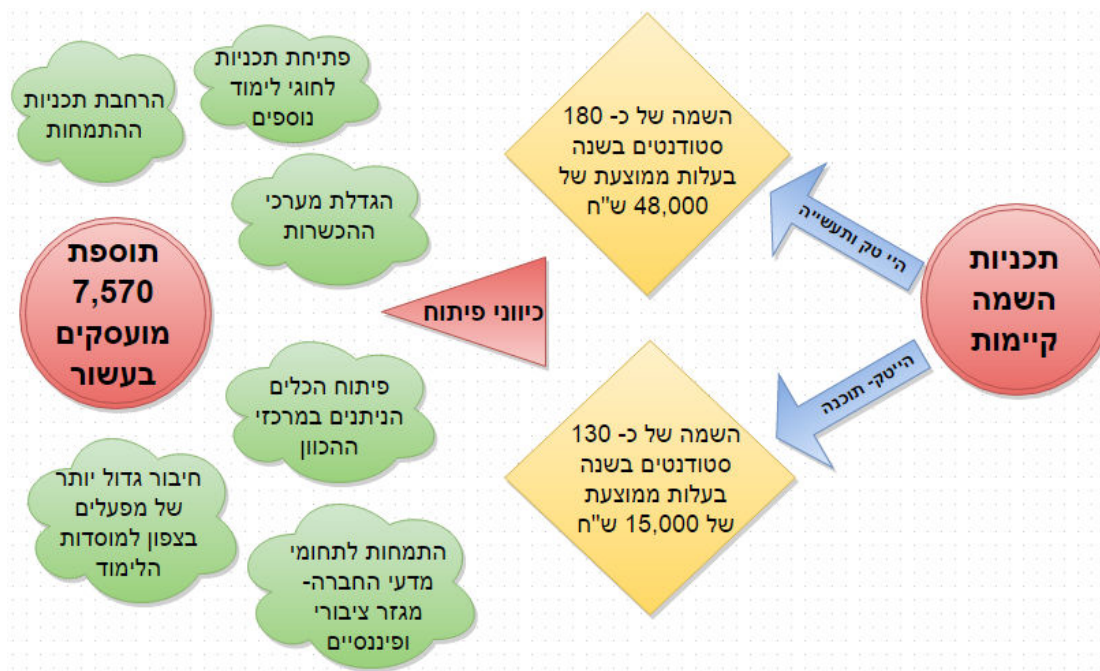 תכניות
השמה
קיימות
היי טק ותעשייה
הייטק- תוכנה
השמה של כ- 180
סטודנטים בשנה
בעלות ממוצעת של
48,000 ש"ח
השמה של כ- 130
סטודנטים בשנה
בעלות ממוצעת
של 15,000 ש"ח
כיווני פיתוח
פתיחת תכניות
לחוגי לימוד
נוספים
הרחבת תכניות
ההתמחות
הגדלת מערכי
ההכשרות
פיתוח הכלים
הניתנים במרכזי
ההכוון
חיבור גדול יותר
של מפעלים
בצפון למוסדות
הלימוד
התמחות לתחומי
מדעי החברה-
מגזר ציבורי
ופיננסיים
תוספת
7,570
מועסקים
בעשור